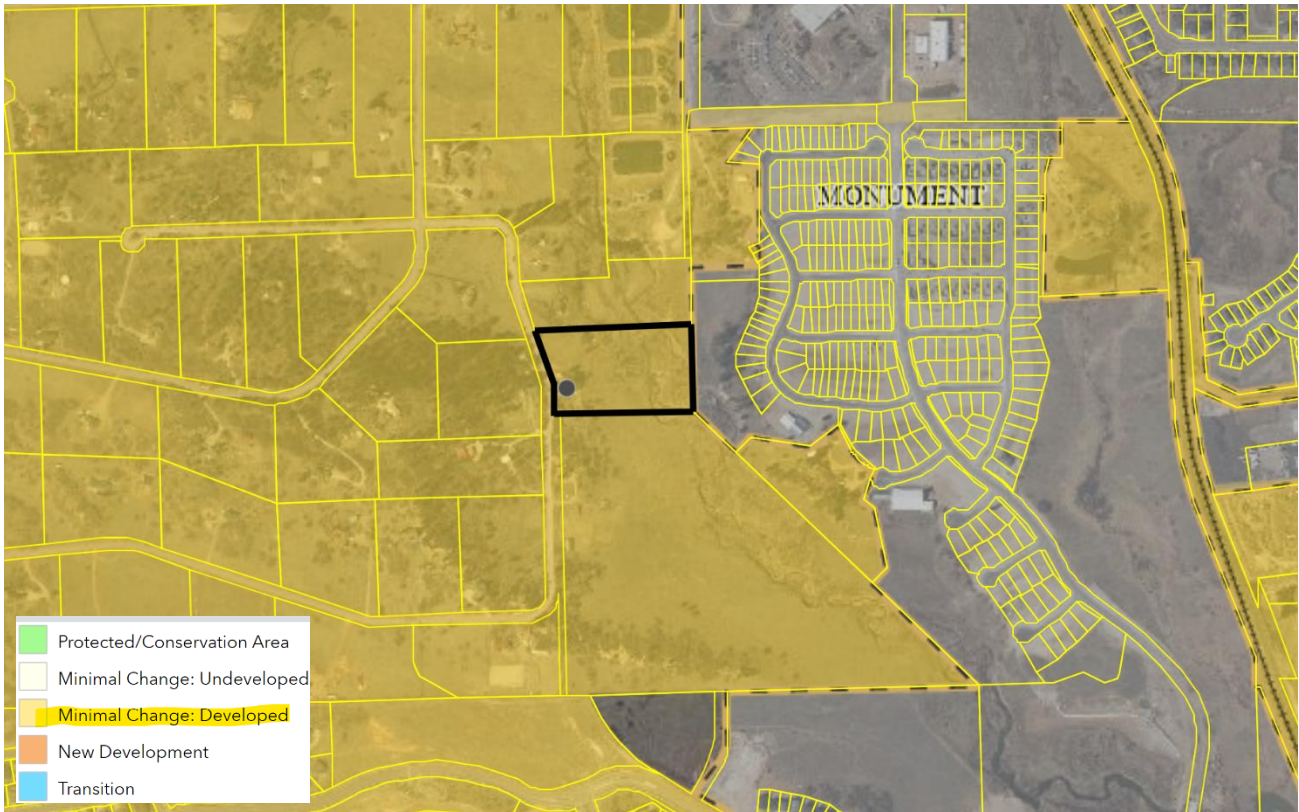 MONUMENT
Protected/Conservation Area
Minimal Change: Undeveloped
Minimal Change: Developed
New Development
Transition